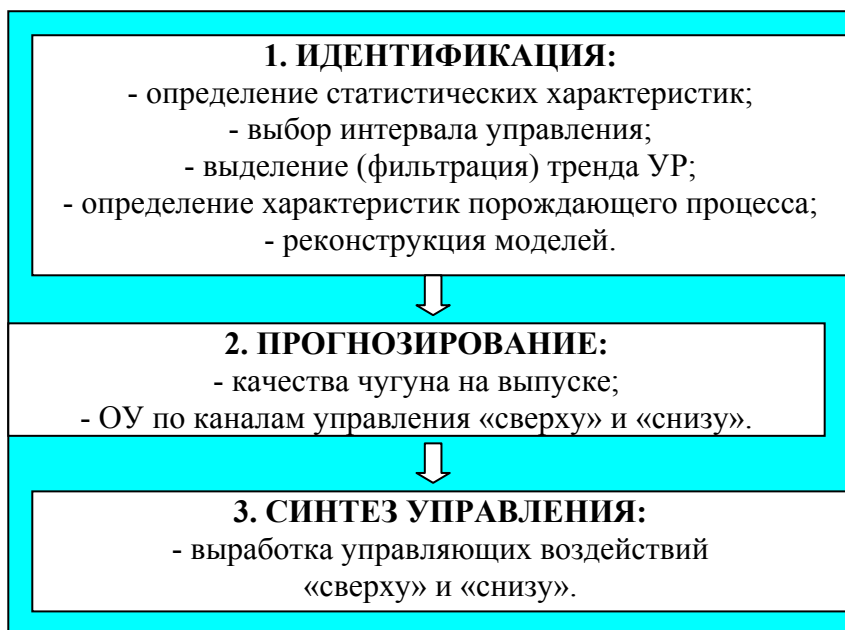 1. ИДЕНТИФИКАЦИЯ:
- определение статистических характеристик;
- выбор интервала управления;
- выделение (фильтрация) тренда УР;
- определение характеристик порождающего процесса;
- реконструкция моделей.
2. ПРОГНОЗИРОВАНИЕ:
- качества чугуна на выпуске;
- ОУ по каналам управления «сверху» и «снизу».
3. СИНТЕЗ УПРАВЛЕНИЯ:
- выработка управляющих воздействий
«сверху» и «снизу».